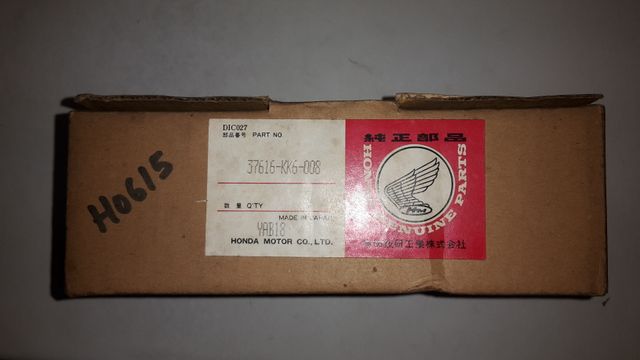 H0615
DIC027
部品番号 PART NO
37616-KK6-008
数量 Q'TY
MADE IN JAPAN
YAB18
HONDA MOTOR CO., LTD.
純正部品
HONDA GENUINE PARTS
本田技研工業株式会社